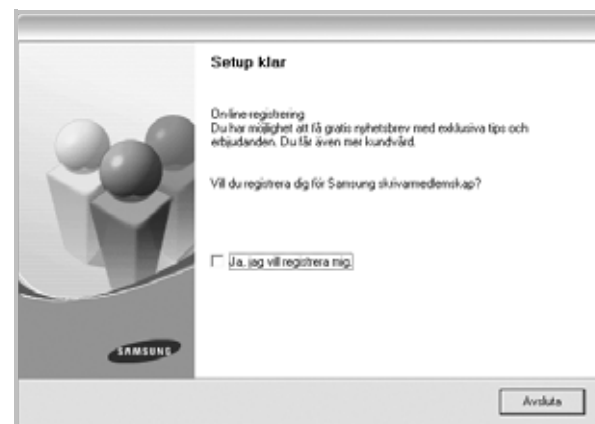 Setup klar
On-line-registrering
Du har möjlighet att få gratis nyhetsbrev med exklusiva tips och
erbjudanden. Du får även mer kundvård.
Vill du registrera dig för Samsung skrivarmedlemskap?
Ja, jag vill registrera mig.
SAMSUNG
Avsluta